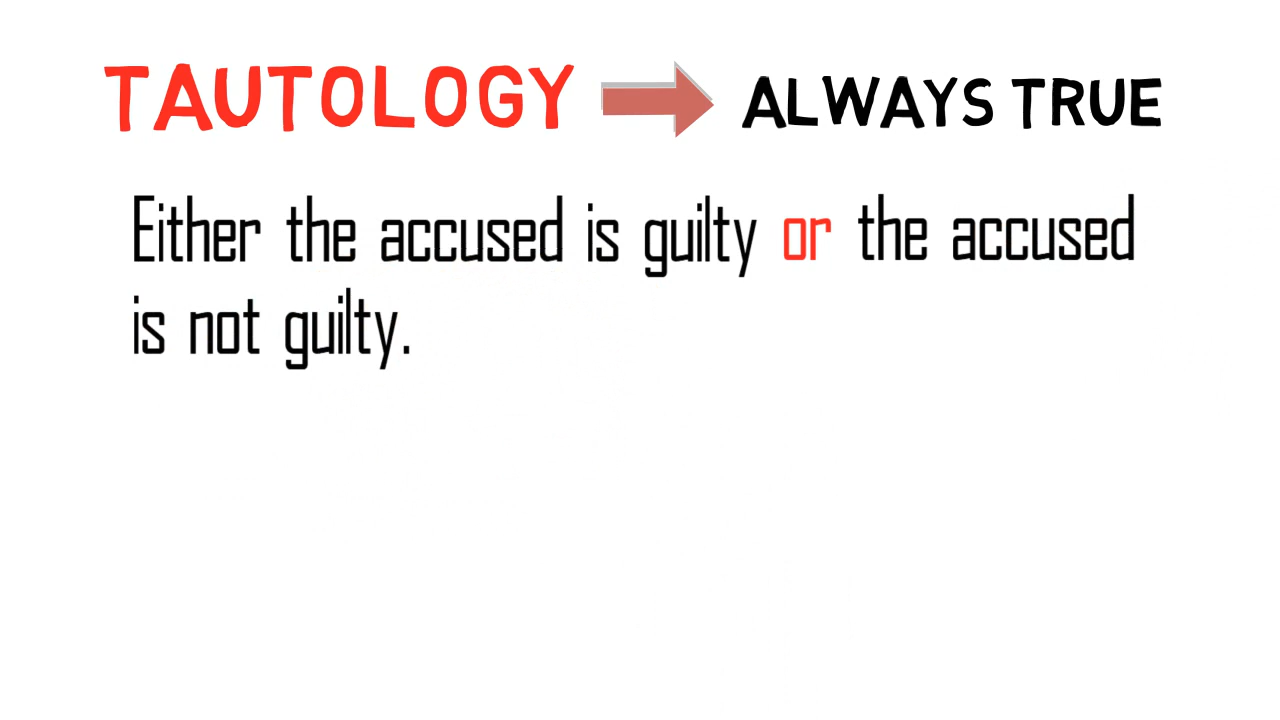 TAUTOLOGY ALWAYS TRUE
Either the accused is guilty or the accused
is not guilty.